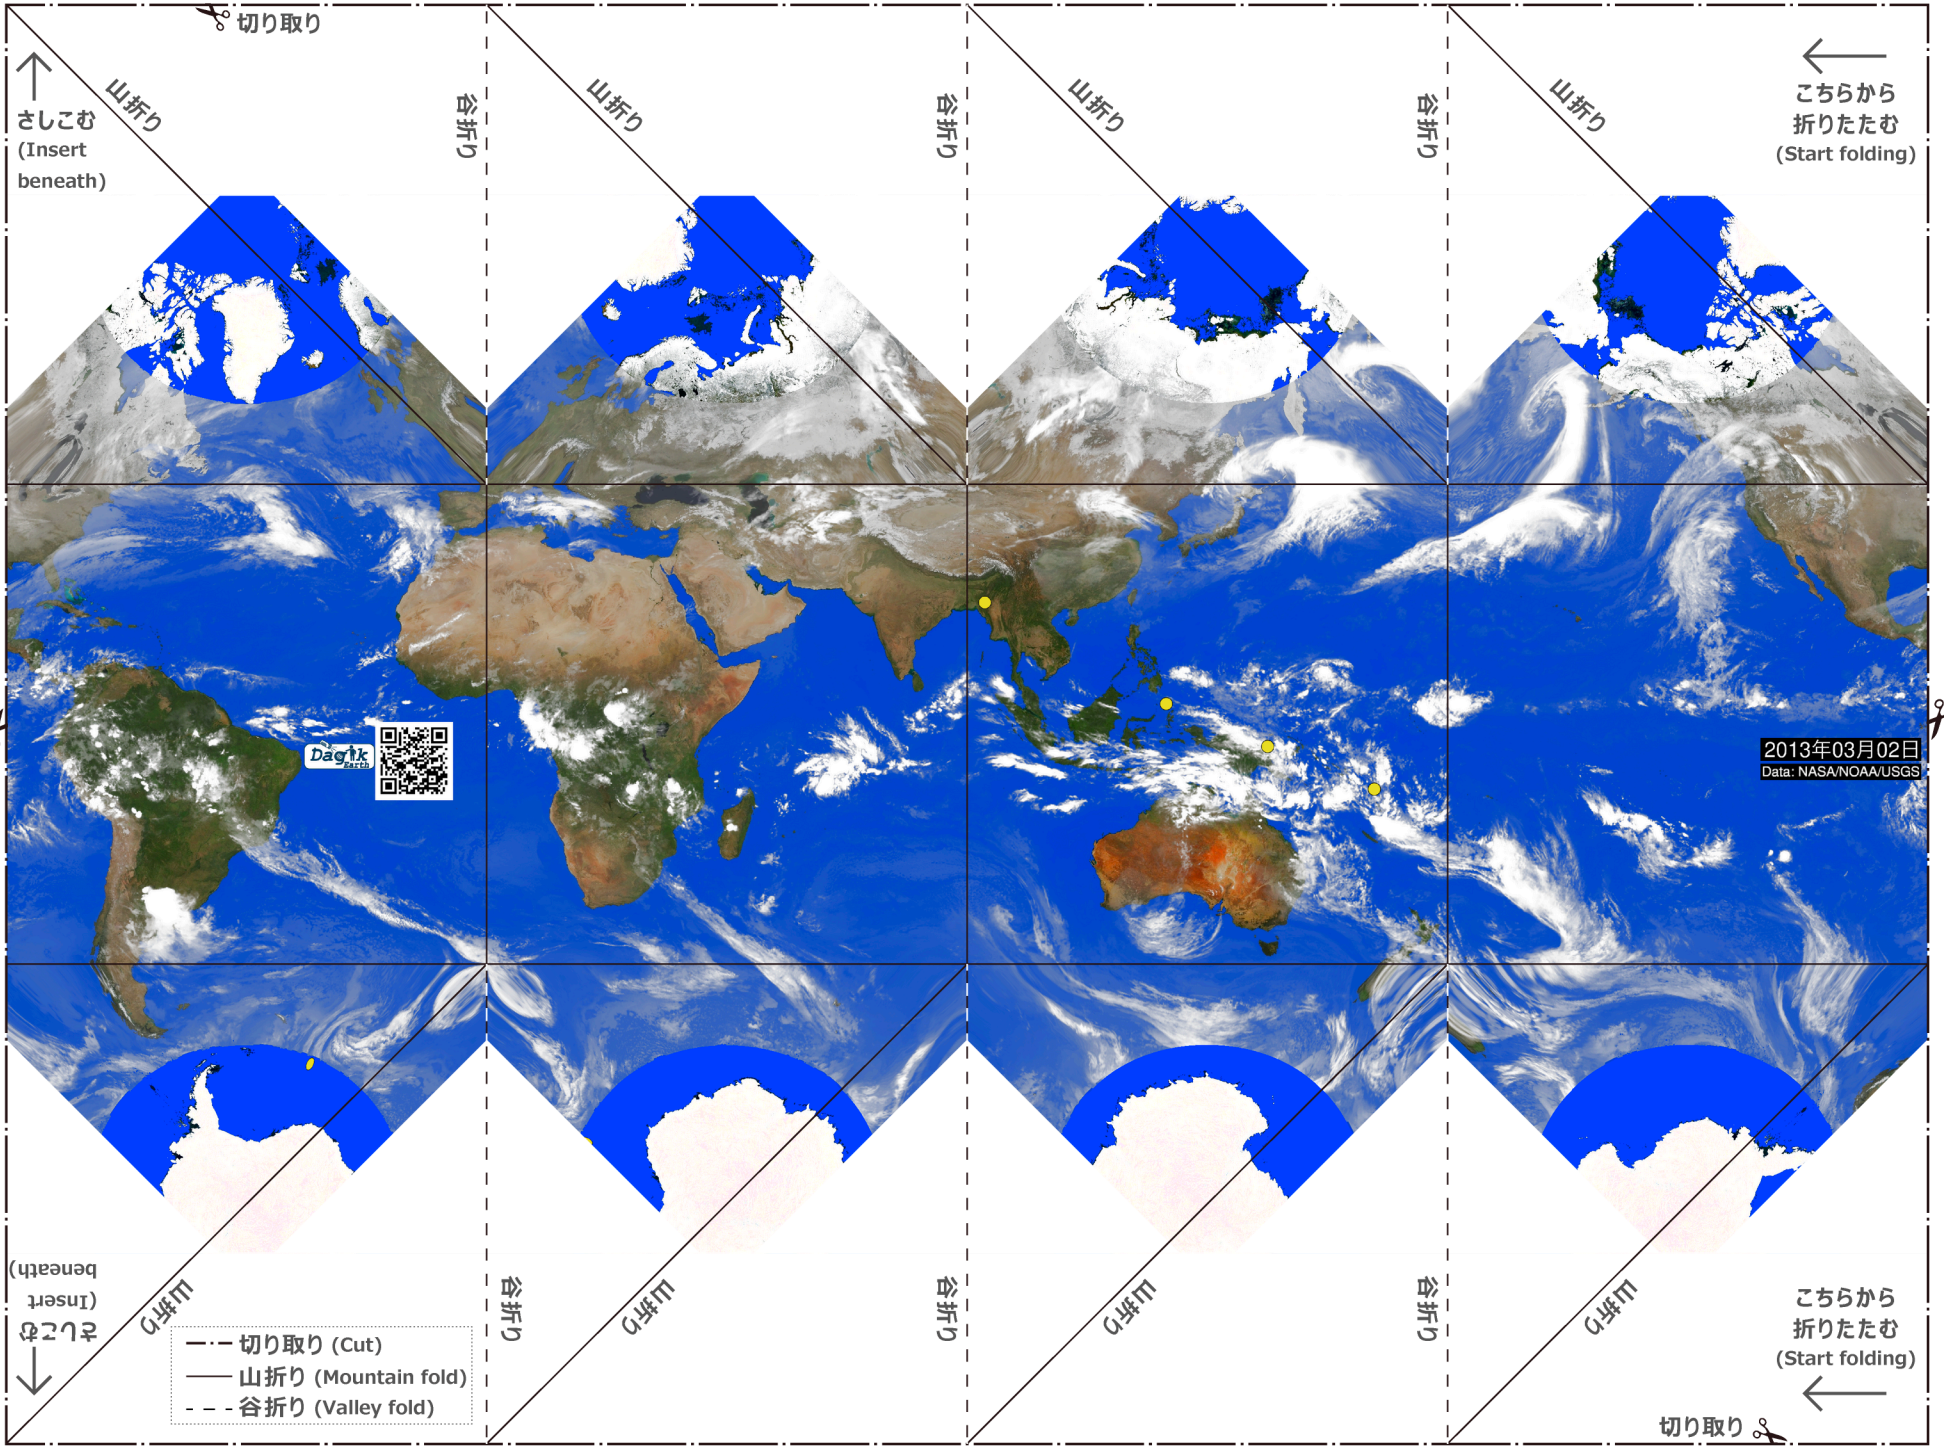 切り取り
山折り
谷折り
山折り
谷折り
山折り
谷折り
山折り
さしこむ
(Insert
beneath)
こちらから
折りたたむ
(Start folding)
Dagik
Earth
2013年03月02日
Data: NASA/NOAA/USGS
さしこむ
(Insert
beneath)
山折り
谷折り
山折り
谷折り
山折り
谷折り
山折り
こちらから
折りたたむ
(Start folding)
切り取り (Cut)
山折り (Mountain fold)
谷折り (Valley fold)
切り取り